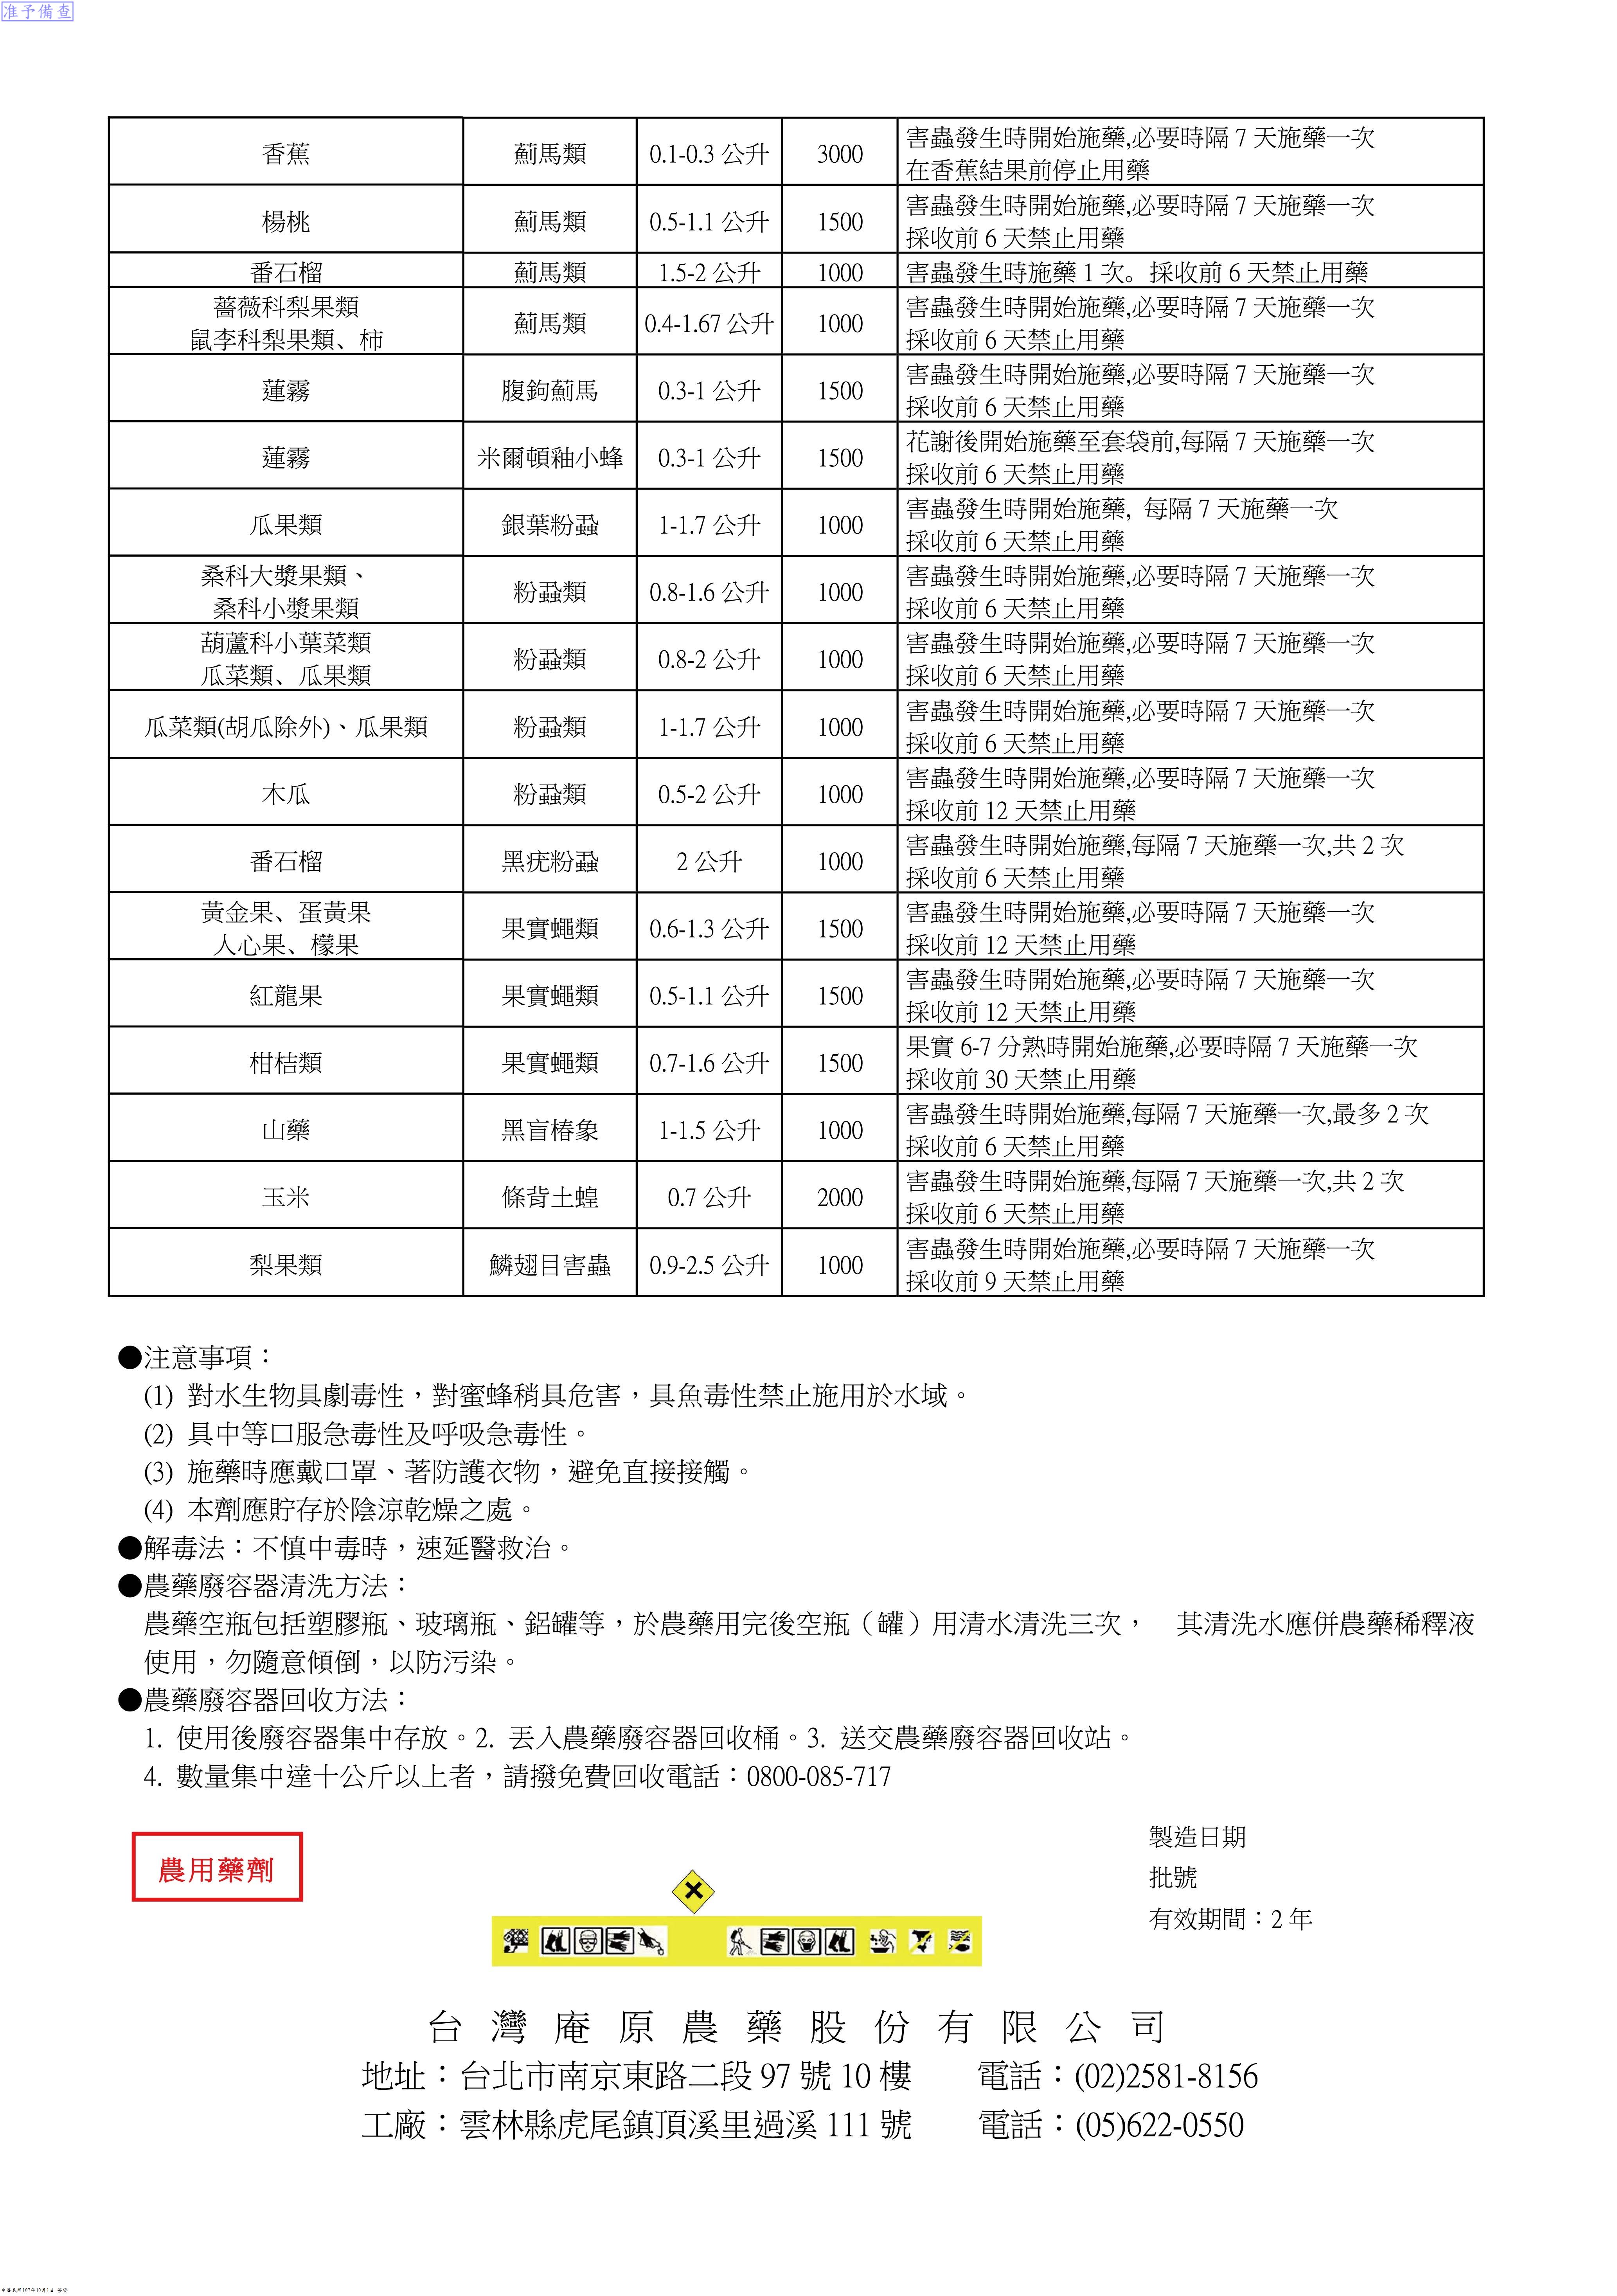 准予備查
香蕉 薊馬類 0.1-0.3 公升 3000 害蟲發生時開始施藥,必要時隔 7 天施藥一次
在香蕉結果前停止用藥
楊桃 薊馬類 0.5-1.1 公升 1500 害蟲發生時開始施藥,必要時隔 7 天施藥一次
採收前 6 天禁止用藥
番石榴 薊馬類 1.5-2 公升 1000 害蟲發生時施藥 1 次。採收前 6 天禁止用藥
薔薇科梨果類
鼠李科梨果類、柿 薊馬類 0.4-1.67 公升 1000 害蟲發生時開始施藥,必要時隔 7 天施藥一次
採收前 6 天禁止用藥
蓮霧 腹鉤薊馬 0.3-1 公升 1500 害蟲發生時開始施藥,必要時隔 7 天施藥一次
採收前 6 天禁止用藥
蓮霧 米爾頓釉小蜂 0.3-1 公升 1500 花謝後開始施藥至套袋前,每隔 7 天施藥一次
採收前 6 天禁止用藥
瓜果類 銀葉粉蝨 1-1.7 公升 1000 害蟲發生時開始施藥, 每隔 7 天施藥一次
採收前 6 天禁止用藥
桑科大漿果類、
桑科小漿果類 粉蝨類 0.8-1.6 公升 1000 害蟲發生時開始施藥,必要時隔 7 天施藥一次
採收前 6 天禁止用藥
葫蘆科小葉菜類
瓜菜類、瓜果類 粉蝨類 0.8-2 公升 1000 害蟲發生時開始施藥,必要時隔 7 天施藥一次
採收前 6 天禁止用藥
瓜菜類(胡瓜除外)、瓜果類 粉蝨類 1-1.7 公升 1000 害蟲發生時開始施藥,必要時隔 7 天施藥一次
採收前 6 天禁止用藥
木瓜 粉蝨類 0.5-2 公升 1000 害蟲發生時開始施藥,必要時隔 7 天施藥一次
採收前 12 天禁止用藥
番石榴 黑疣粉蝨 2 公升 1000 害蟲發生時開始施藥,每隔 7 天施藥一次,共 2 次
採收前 6 天禁止用藥
黃金果、蛋黃果
人心果、檬果 果實蠅類 0.6-1.3 公升 1500 害蟲發生時開始施藥,必要時隔 7 天施藥一次
採收前 12 天禁止用藥
紅龍果 果實蠅類 0.5-1.1 公升 1500 害蟲發生時開始施藥,必要時隔 7 天施藥一次
採收前 12 天禁止用藥
柑桔類 果實蠅類 0.7-1.6 公升 1500 果實 6-7 分熟時開始施藥,必要時隔 7 天施藥一次
採收前 30 天禁止用藥
山藥 黑盲椿象 1-1.5 公升 1000 害蟲發生時開始施藥,每隔 7 天施藥一次,最多 2 次
採收前 6 天禁止用藥
玉米 條背土蝗 0.7 公升 2000 害蟲發生時開始施藥,每隔 7 天施藥一次,共 2 次
採收前 6 天禁止用藥
梨果類 鱗翅目害蟲 0.9-2.5 公升 1000 害蟲發生時開始施藥,必要時隔 7 天施藥一次
採收前 9 天禁止用藥
●注意事項：
(1) 對水生物具劇毒性，對蜜蜂稍具危害，具魚毒性禁止施用於水域。
(2) 具中等口服急毒性及呼吸急毒性。
(3) 施藥時應戴口罩、著防護衣物，避免直接接觸。
(4) 本劑應貯存於陰涼乾燥之處。
●解毒法：不慎中毒時，速延醫救治。
●農藥廢容器清洗方法：
農藥空瓶包括塑膠瓶、玻璃瓶、鋁罐等，於農藥用完後空瓶（罐）用清水清洗三次， 其清洗水應併農藥稀釋液
使用，勿隨意傾倒，以防污染。
●農藥廢容器回收方法：
1. 使用後廢容器集中存放。2. 丟入農藥廢容器回收桶。3. 送交農藥廢容器回收站。
4. 數量集中達十公斤以上者，請撥免費回收電話：0800-085-717
農用藥劑
製造日期
批號
有效期間：2 年
台灣庵原農藥股份有限公司
地址：台北市南京東路二段 97 號 10 樓 電話：(02)2581-8156
工廠：雲林縣虎尾鎮頂溪里過溪 111 號 電話：(05)622-0550
中華民國107年10月1日